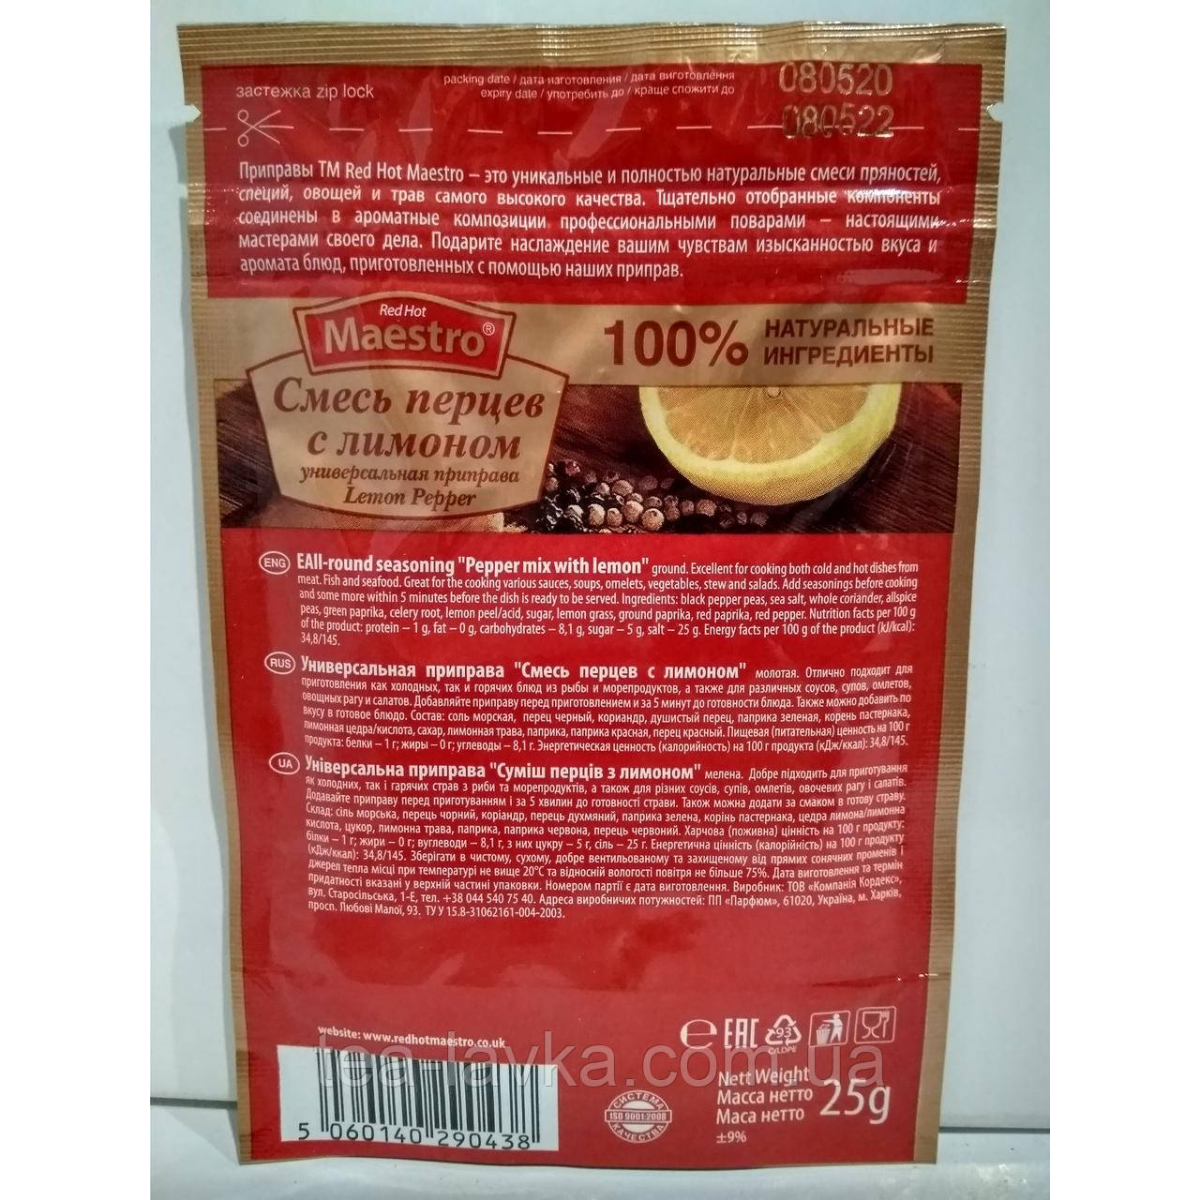 застежка zip lock
packing date / дата изготовления / дата виготовлення
expiry date / употребить до / краще спожити до
080520
080522
Приправы ТМ Red Hot Maestro – это уникальные и полностью натуральные смеси пряностей,
специй, овощей и трав самого высокого качества. Тщательно отобранные компоненты
соединены в ароматные композиции профессиональными поварами – настоящими
мастерами своего дела. Подарите наслаждение вашим чувствам изысканностью вкуса и
аромата блюд, приготовленных с помощью наших приправ.
Red Hot
Maestro®
100% НАТУРАЛЬНЫЕ
ИНГРЕДИЕНТЫ
Смесь перцев
с лимоном
универсальная приправа
Lemon Pepper
ENG EAll-round seasoning "Pepper mix with lemon" ground. Excellent for cooking both cold and hot dishes from
meat. Fish and seafood. Great for the cooking various sauces, soups, omelets, vegetables, stew and salads. Add seasonings before cooking
and some more within 5 minutes before the dish is ready to be served. Ingredients: black pepper peas, sea salt, whole coriander, allspice
peas, green paprika, celery root, lemon peel/acid, sugar, lemon grass, ground paprika, red paprika, red pepper. Nutrition facts per 100 g
of the product: protein – 1 g, fat – 0 g, carbohydrates – 8,1 g, sugar – 5 g, salt – 25 g. Energy facts per 100 g of the product (kJ/kcal):
34,8/145.
RUS Универсальная приправа "Смесь перцев с лимоном" молотая. Отлично подходит для
приготовления как холодных, так и горячих блюд из рыбы и морепродуктов, а также для различных соусов, супов, омлетов,
овощных рагу и салатов. Добавляйте приправу перед приготовлением и за 5 минут до готовности блюда. Также можно добавить по
вкусу в готовое блюдо. Состав: соль морская, перец черный, кориандр, душистый перец, паприка зеленая, корень пастернака,
лимонная цедра/кислота, сахар, лимонная трава, паприка, паприка красная, перец красный. Пищевая (питательная) ценность на 100 г
продукта: белки – 1 г; жиры – 0 г; углеводы – 8,1 г. Энергетическая ценность (калорийность) на 100 г продукта (кДж/ккал): 34,8/145.
UA Універсальна приправа "Суміш перців з лимоном" мелена. Добре підходить для приготування
як холодних, так і гарячих страв з риби та морепродуктів, а також для різних соусів, супів, омлетів, овочевих рагу і салатів.
Додавайте приправу перед приготуванням і за 5 хвилин до готовності страви. Також можна додати за смаком в готову страву.
Склад: сіль морська, перець чорний, коріандр, перець духмяний, паприка зелена, корінь пастернака, цедра лимона/лимонна
кислота, цукор, лимонна трава, паприка, паприка червона, перець червоний. Харчова (поживна) цінність на 100 г продукту:
білки – 1 г; жири – 0 г; вуглеводи – 8,1 г, з них цукру – 5 г, сіль – 25 г. Енергетична цінність (калорійність) на 100 г продукту
(кДж/ккал): 34,8/145. Зберігати в чистому, сухому, добре вентильованому та захищеному від прямих сонячних променів і
джерел тепла місці при температурі не вище 20°С та відносній вологості повітря не більше 75%. Дата виготовлення та термін
придатності вказані у верхній частині упаковки. Номером партії є дата виготовлення. Виробник: ТОВ «Компанія Кордекс»,
вул. Старосільська, 1-Е, тел. +38 044 540 75 40. Адреса виробничих потужностей: ПП «Парфюм», 61020, Україна, м. Харків,
просп. Любові Малої, 93. ТУ У 15.8-31062161-004-2003.
website: www.redhotmaestro.co.uk
℮ EAC 93
C/LDPE
tea-lavka.com.ua
Nett Weight
Масса нетто
Маса нетто
25g
±9%
СИСТЕМА
ISO 9001:2008
КАЧЕСТВА
5 060140 290438